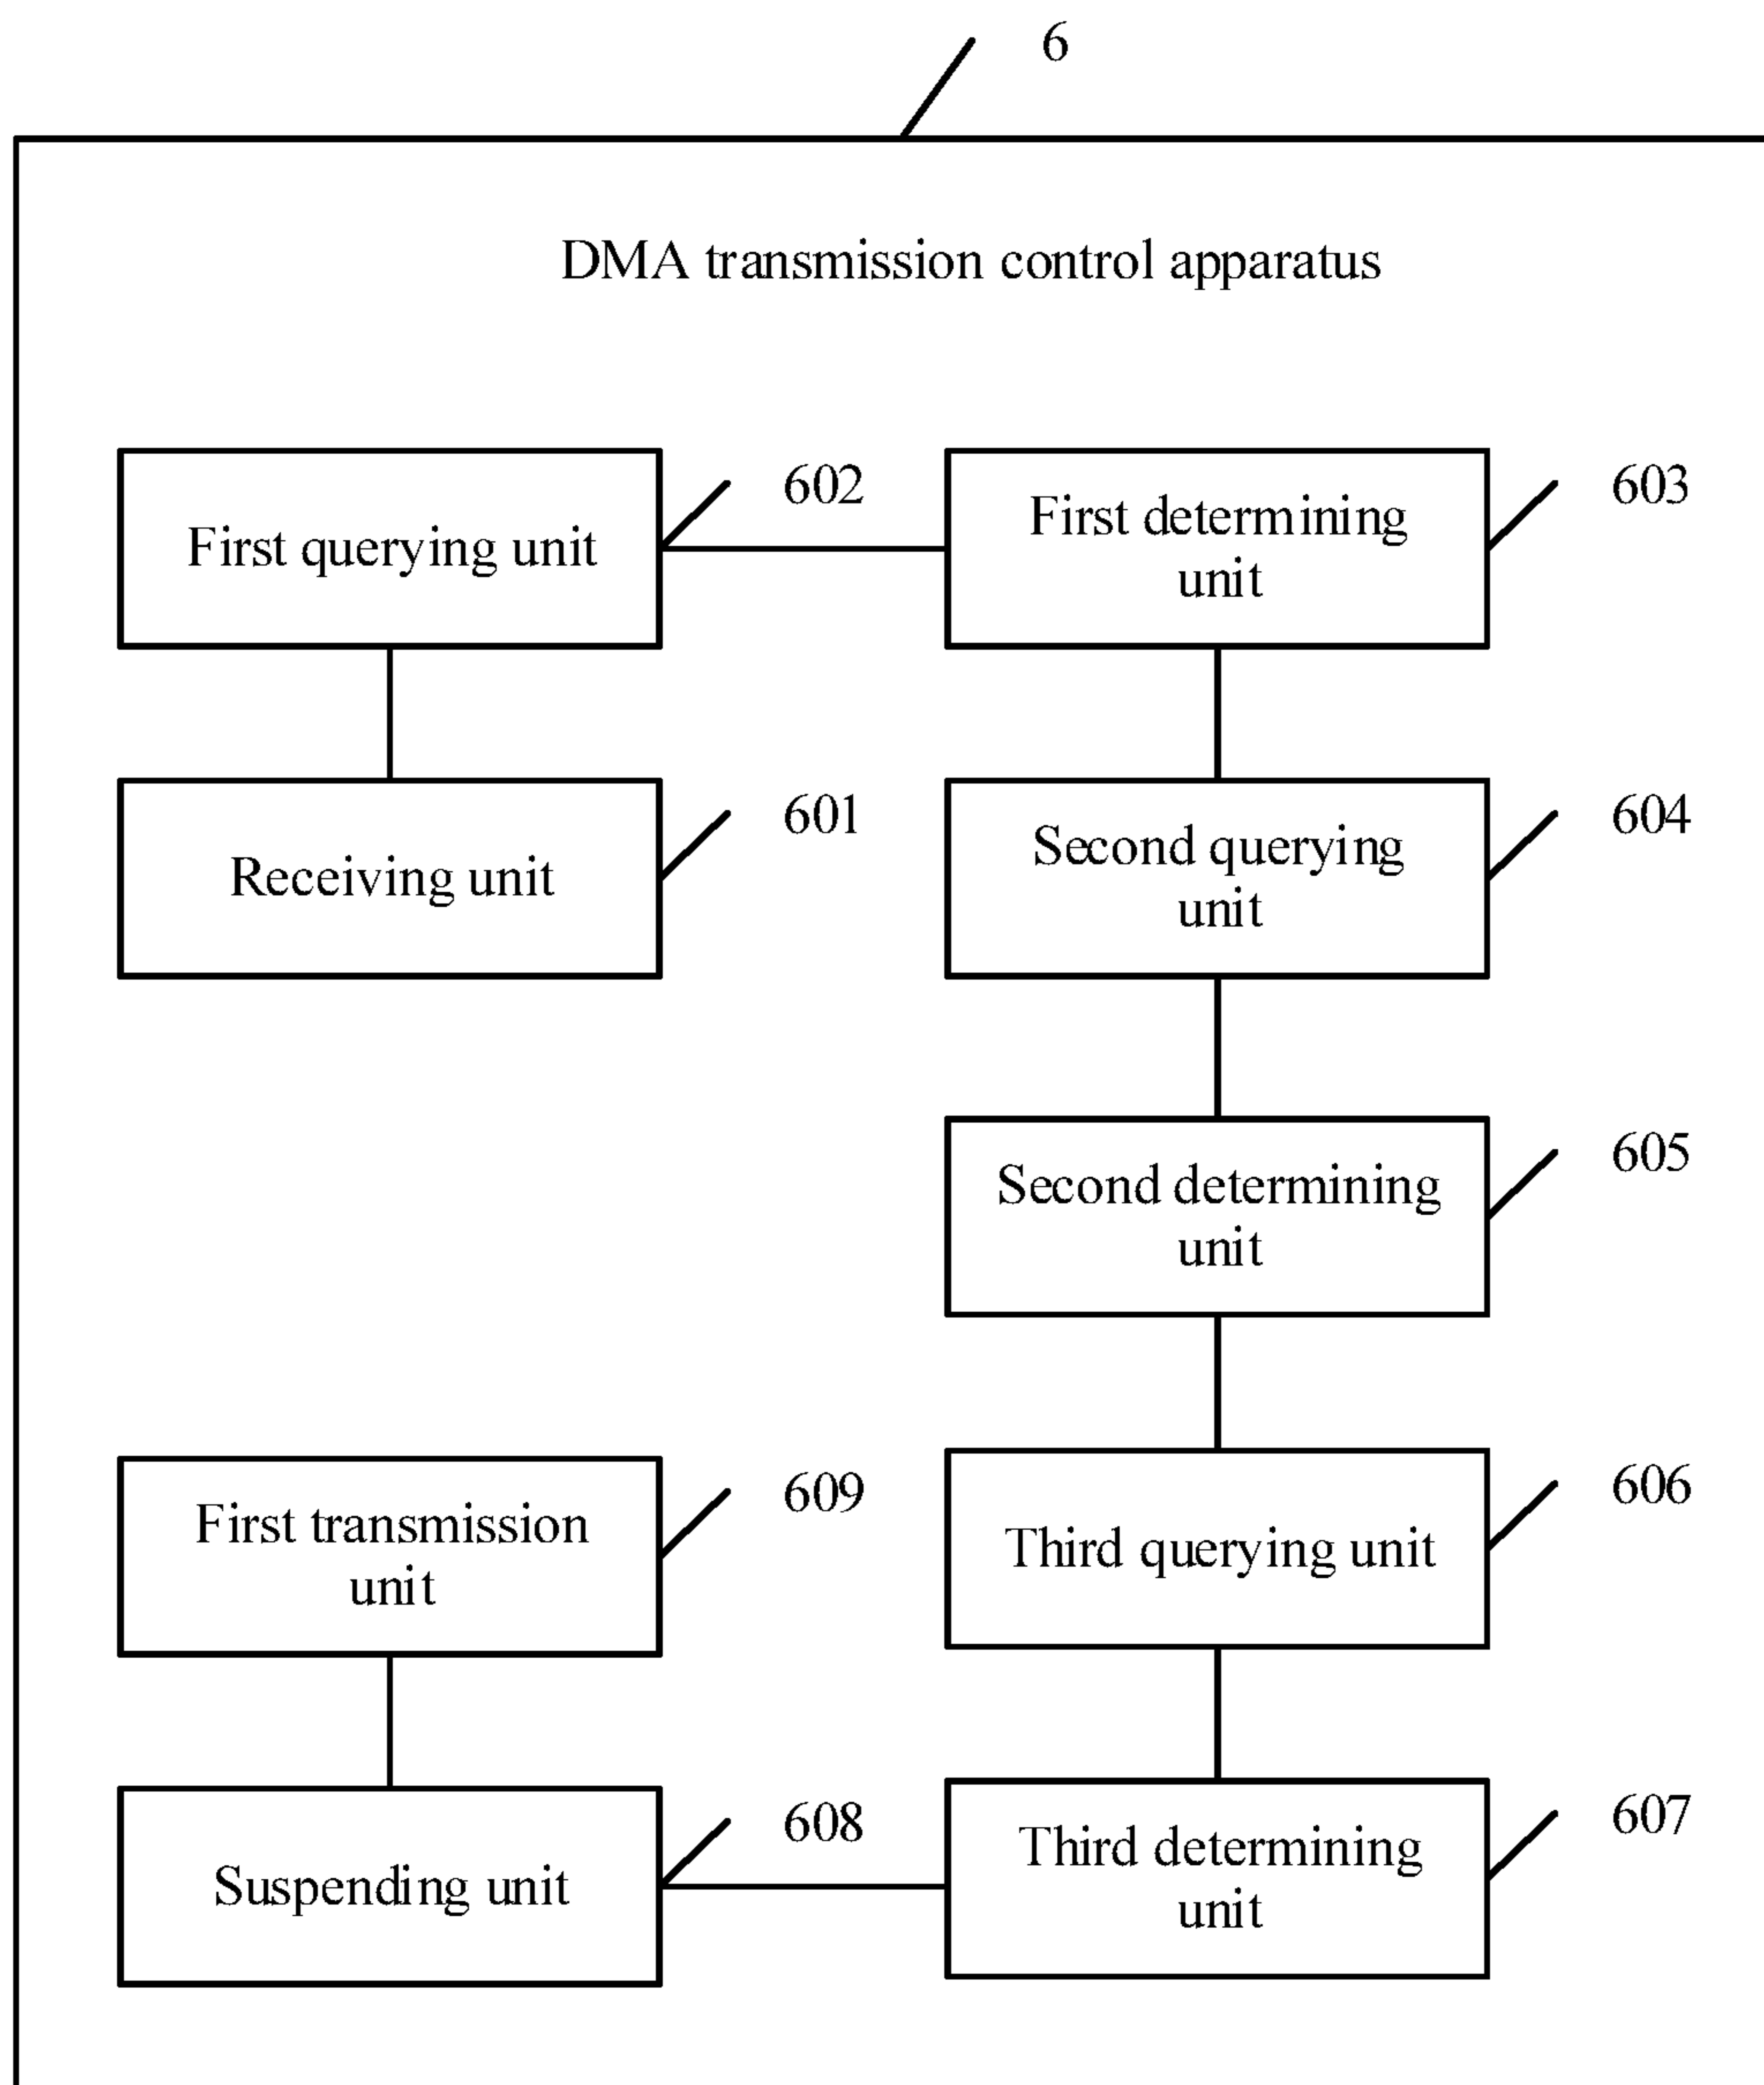 6
DMA transmission control apparatus
First querying unit
602
First determining
unit
603
Receiving unit
601
Second querying
unit
604
Second determining
unit
605
First transmission
unit
609
Third querying unit
606
Suspending unit
608
Third determining
unit
607